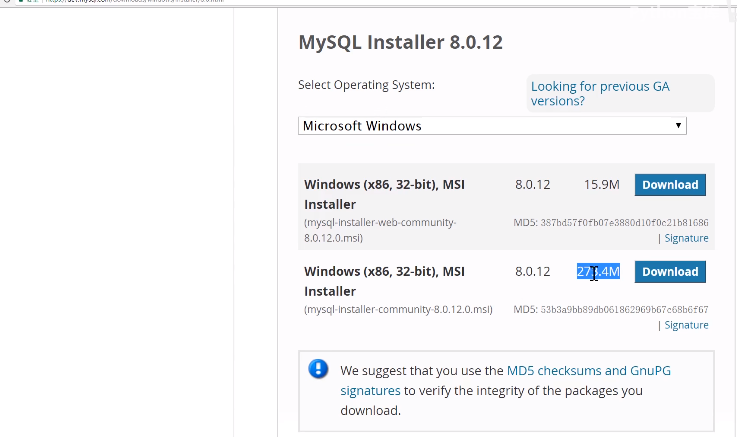 MySQL Installer 8.0.12
Select Operating System:
Looking for previous GA
versions?
Microsoft Windows
Windows (x86, 32-bit), MSI
Installer
8.0.12
15.9M
Download
(mysql-installer-web-community-
8.0.12.0.msi)
MD5: 387bd57f0fb07e3880d10f0c21b81686
| Signature
Windows (x86, 32-bit), MSI
Installer
8.0.12
273.4M
Download
(mysql-installer-community-8.0.12.0.msi)
MD5: 53b3a9bb89db061862969b67c68b6f67
| Signature
We suggest that you use the MD5 checksums and GnuPG
signatures to verify the integrity of the packages you
download.